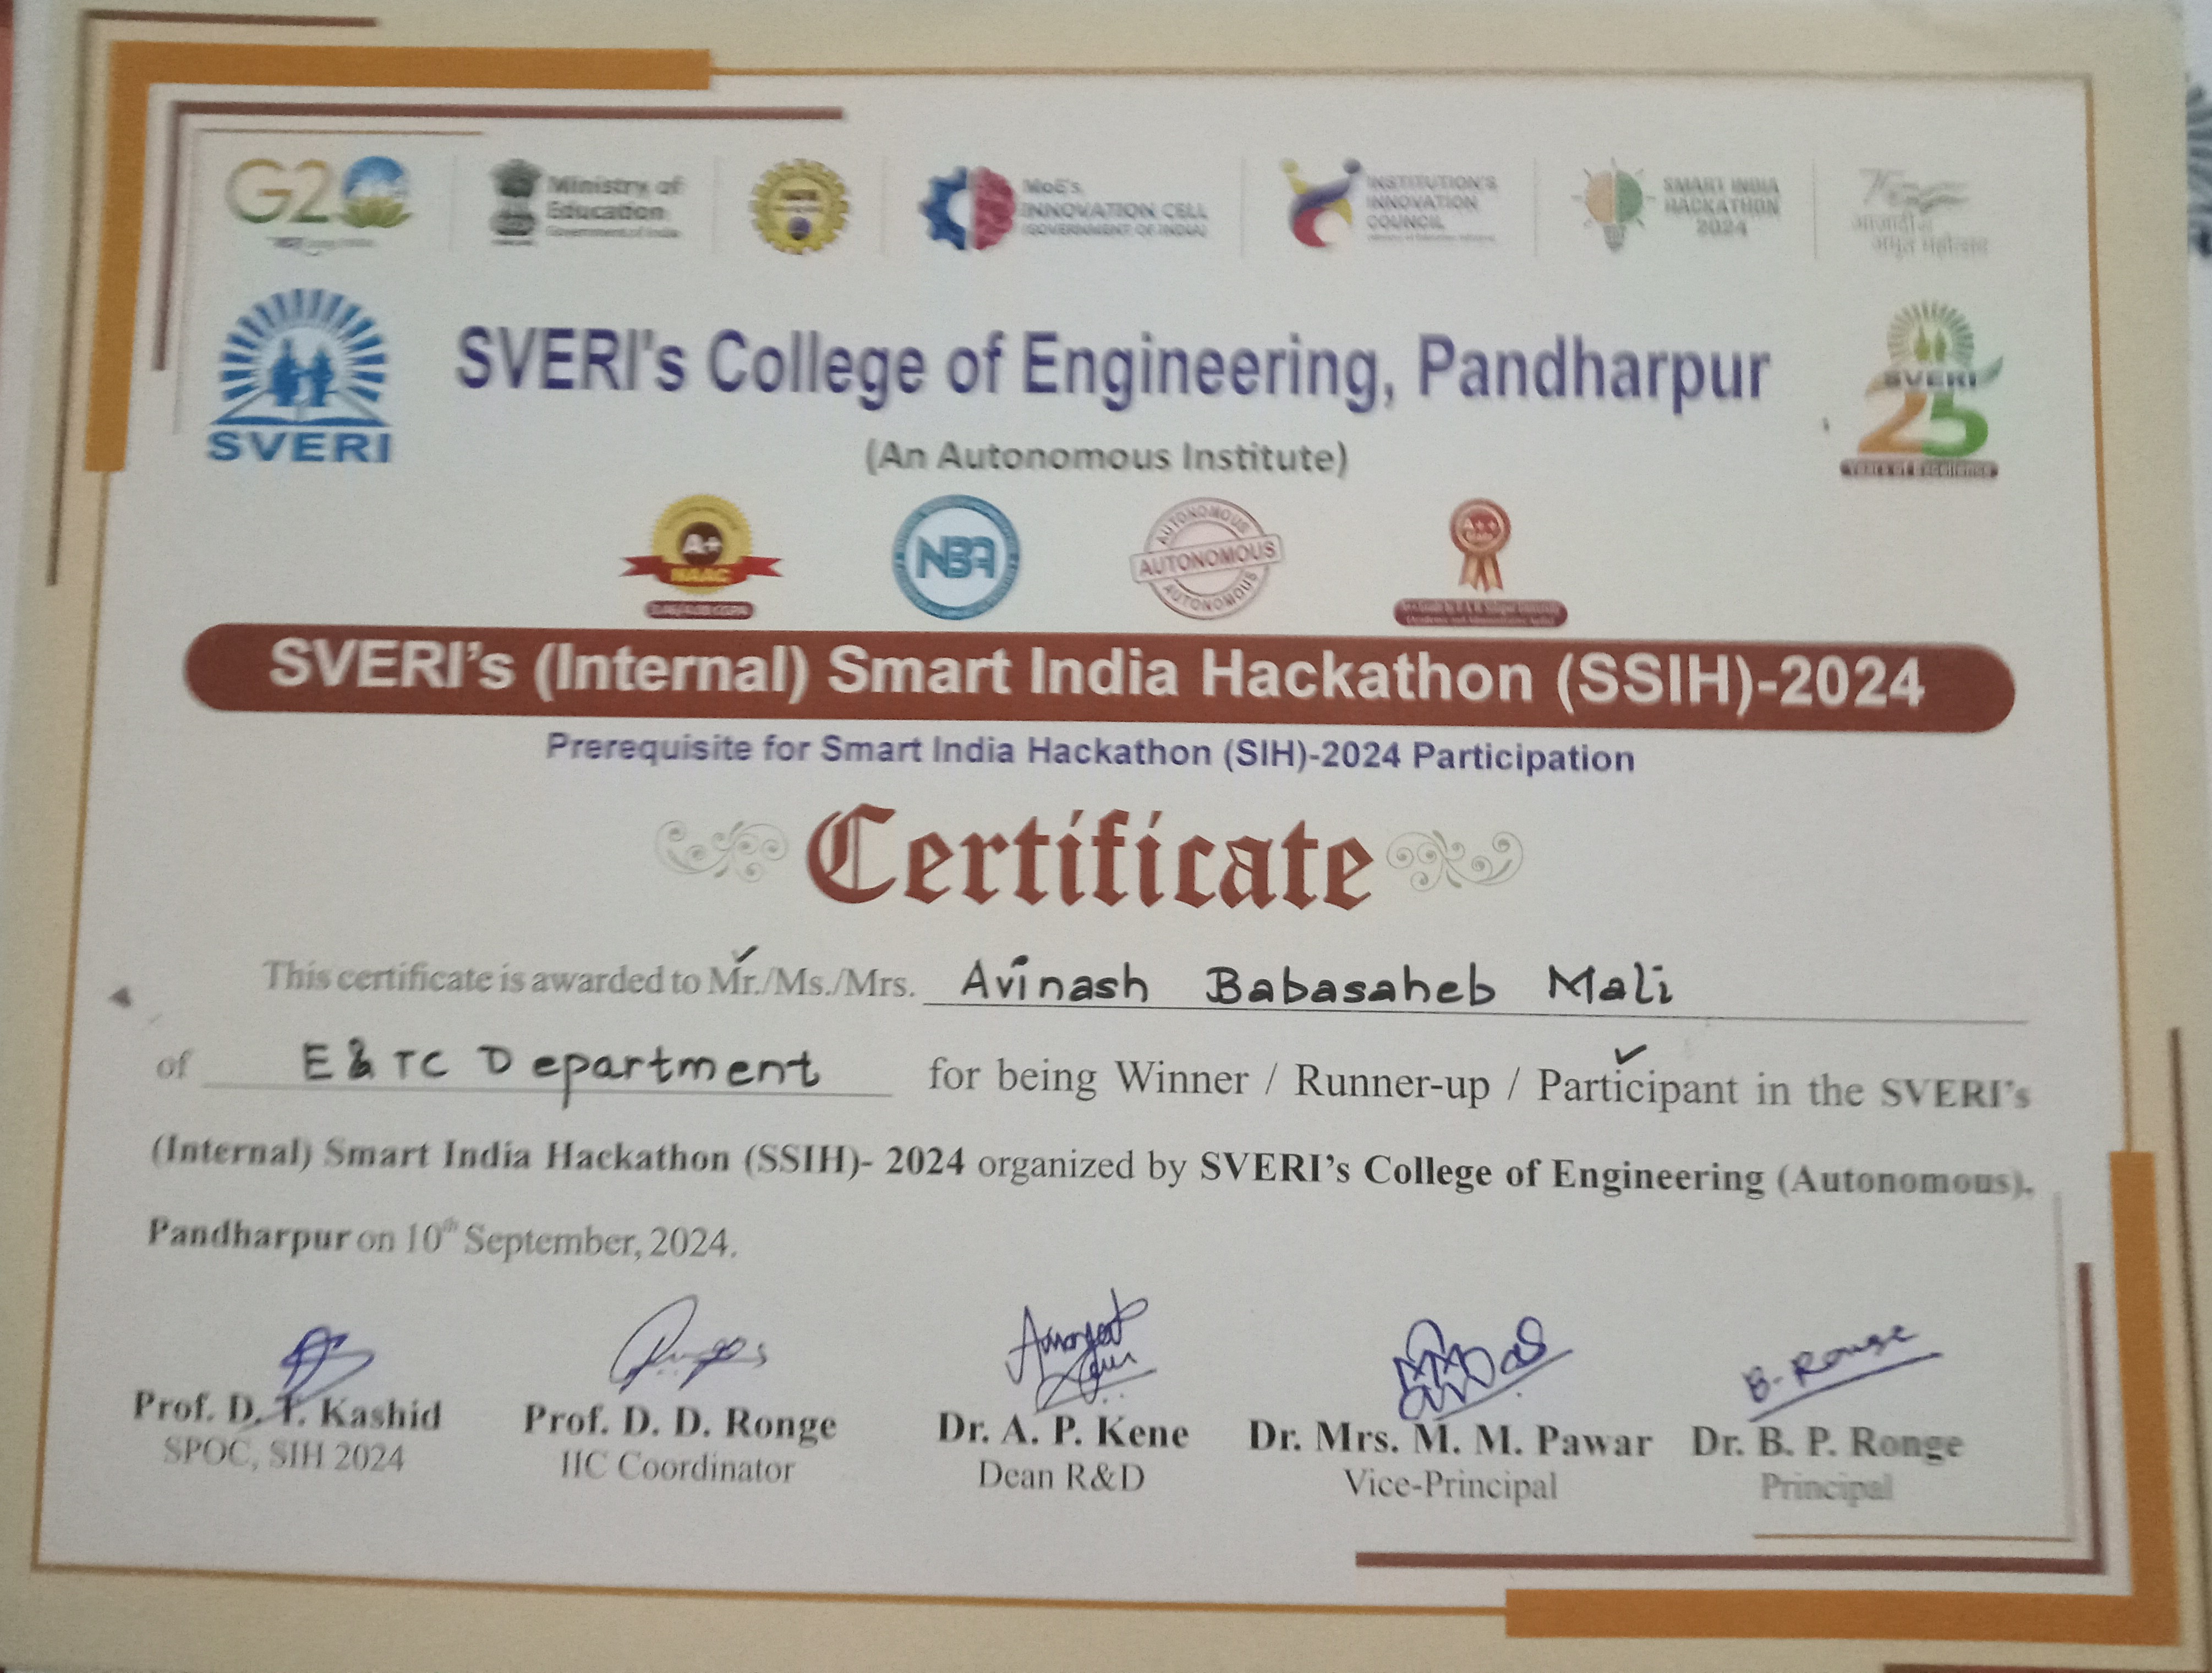 G20
Ministry of
Education
Government of India
MoE's
INNOVATION CELL
(GOVERNMENT OF INDIA)
INSTITUTION'S
INNOVATION
COUNCIL
SMART INDIA
HACKATHON
2024
आज़ादी का
अमृत महोत्सव
SVERI
SVERI's College of Engineering, Pandharpur
(An Autonomous Institute)
SVERI
25
Years of Excellence
A+
NAAC
NBA
AUTONOMOUS
AUTONOMOUS
AUTONOMOUS
A++
SVERI's (Internal) Smart India Hackathon (SSIH)-2024
Prerequisite for Smart India Hackathon (SIH)-2024 Participation
Certificate
This certificate is awarded to Mr./Ms./Mrs. Avinash Babasaheb Mali
of E & TC Department for being Winner / Runner-up / Participant in the SVERI's
(Internal) Smart India Hackathon (SSIH)- 2024 organized by SVERI's College of Engineering (Autonomous),
Pandharpur on 10th September, 2024.
B. Ronge
Prof. D. T. Kashid Prof. D. D. Ronge Dr. A. P. Kene Dr. Mrs. M. M. Pawar Dr. B. P. Ronge
SPOC, SIH 2024 IIC Coordinator Dean R&D Vice-Principal Principal